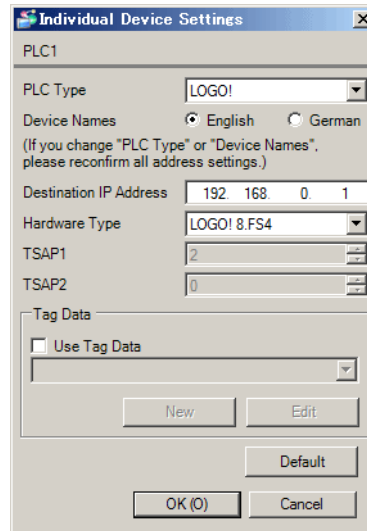 Individual Device Settings
PLC1
PLC Type LOGO!
Device Names English German
(If you change "PLC Type" or "Device Names",
please reconfirm all address settings.)
Destination IP Address 192. 168. 0. 1
Hardware Type LOGO! 8.FS4
TSAP1 2
TSAP2 0
Tag Data
Use Tag Data
New Edit
Default
OK (O) Cancel